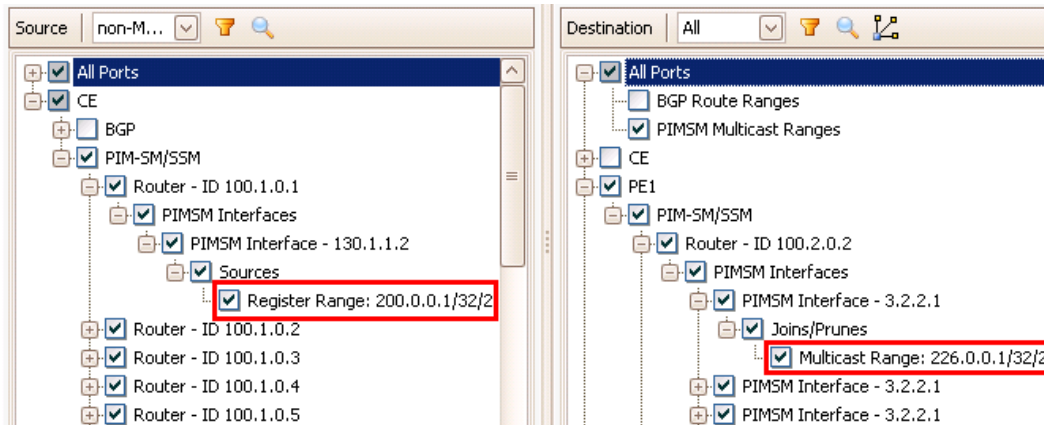 Source non-M...
All Ports
CE
BGP
PIM-SM/SSM
Router - ID 100.1.0.1
PIMSM Interfaces
PIMSM Interface - 130.1.1.2
Sources
Register Range: 200.0.0.1/32/2
Router - ID 100.1.0.2
Router - ID 100.1.0.3
Router - ID 100.1.0.4
Router - ID 100.1.0.5
Destination All
All Ports
BGP Route Ranges
PIMSM Multicast Ranges
CE
PE1
PIM-SM/SSM
Router - ID 100.2.0.2
PIMSM Interfaces
PIMSM Interface - 3.2.2.1
Joins/Prunes
Multicast Range: 226.0.0.1/32/2
PIMSM Interface - 3.2.2.1
PIMSM Interface - 3.2.2.1